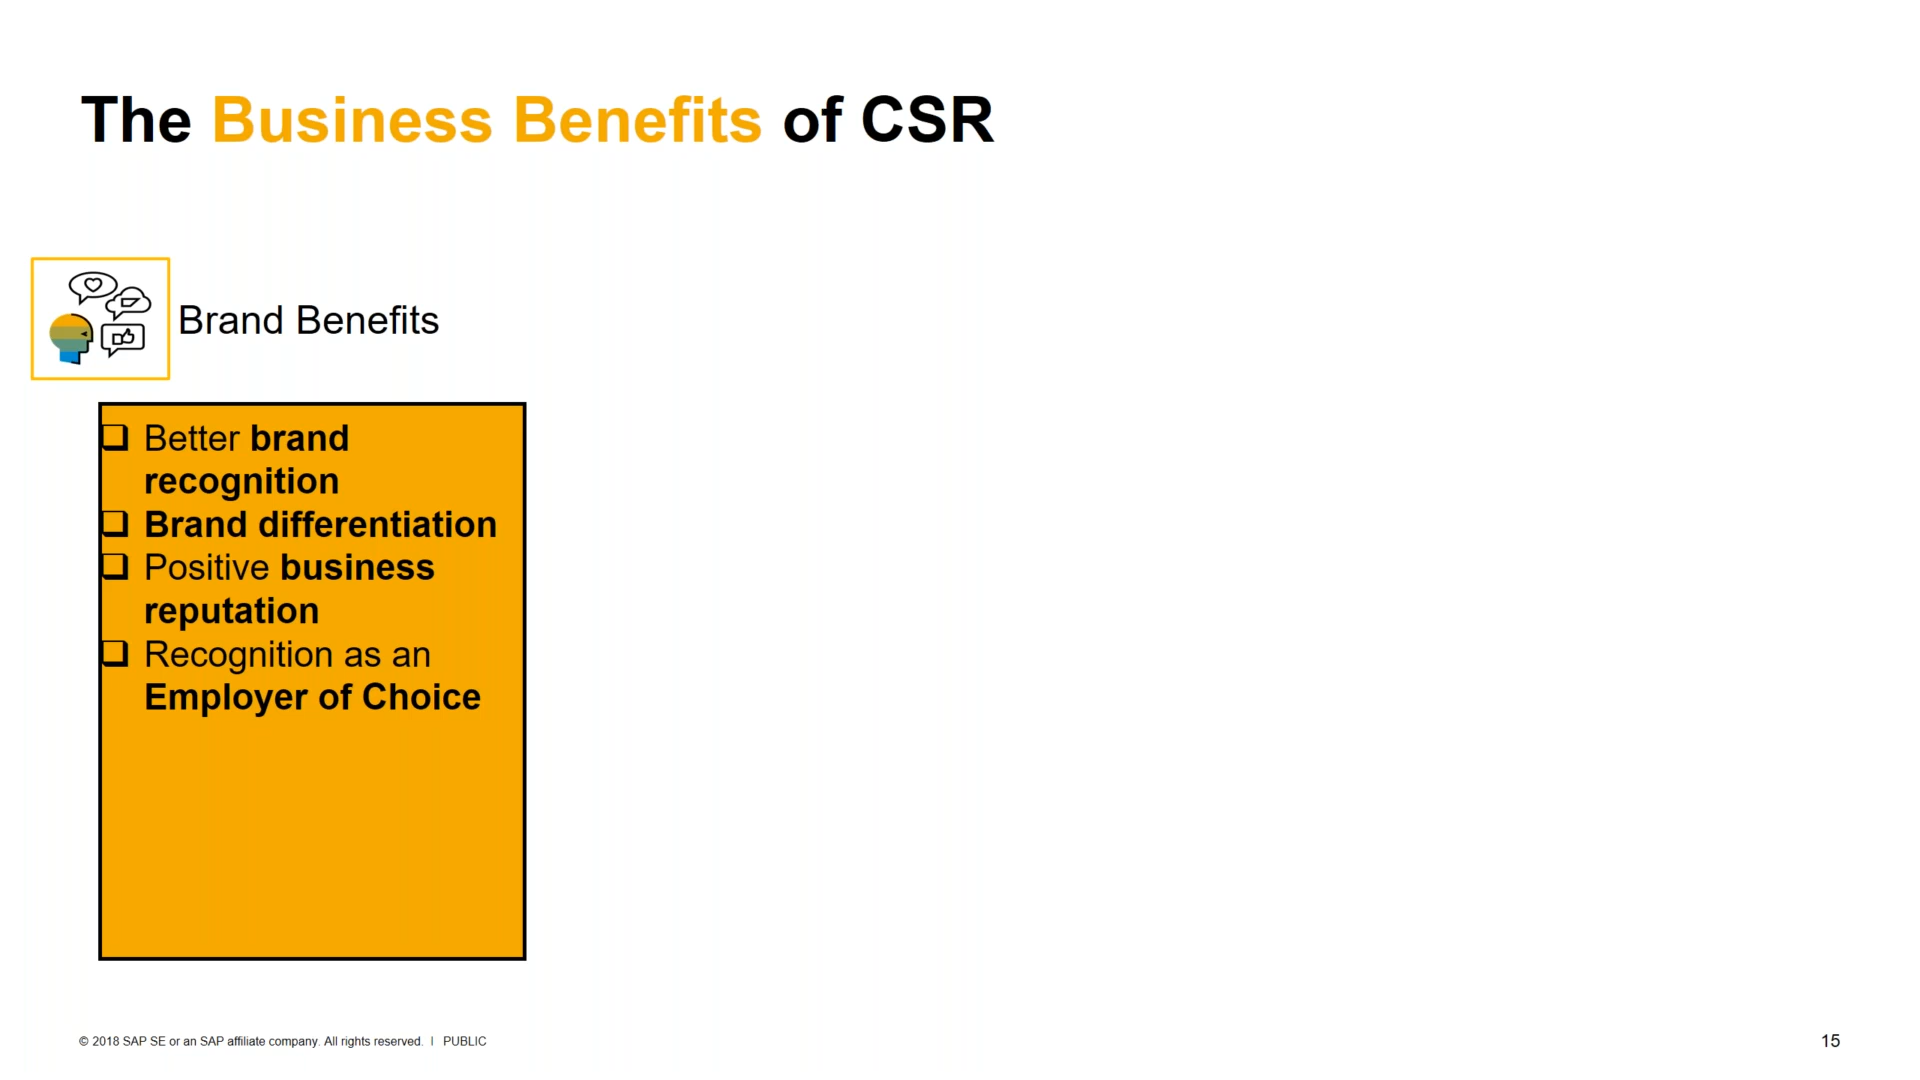 The Business Benefits of CSR
Brand Benefits
❑ Better brand
recognition
❑ Brand differentiation
❑ Positive business
reputation
❑ Recognition as an
Employer of Choice
© 2018 SAP SE or an SAP affiliate company. All rights reserved. ǀ PUBLIC
15